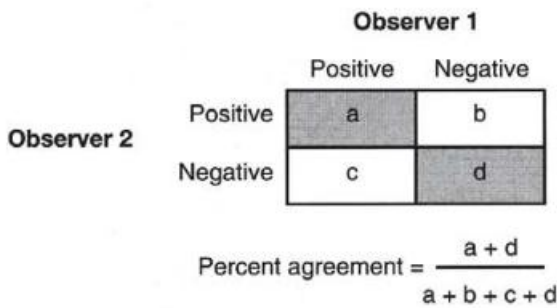 Observer 1
Positive Negative
Positive a b
Observer 2
Negative c d
Percent agreement = a + d
a + b + c + d